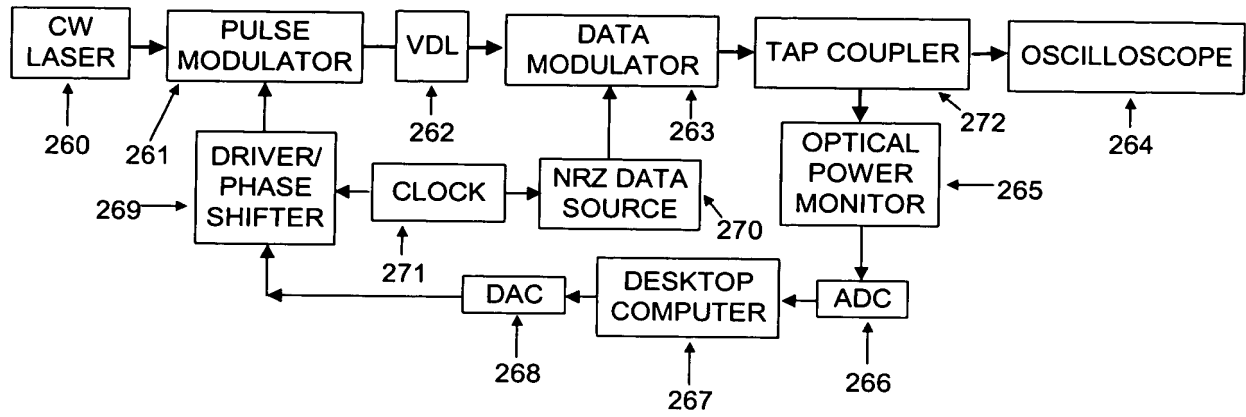 CW
LASER
PULSE
MODULATOR
VDL
DATA
MODULATOR
TAP COUPLER
OSCILLOSCOPE
260
261
262
263
272
264
DRIVER/
PHASE
SHIFTER
CLOCK
NRZ DATA
SOURCE
OPTICAL
POWER
MONITOR
265
269
271
270
DAC
DESKTOP
COMPUTER
ADC
268
267
266